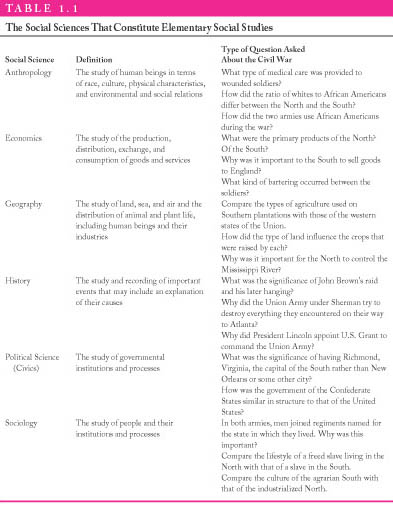 TABLE 1.1
The Social Sciences That Constitute Elementary Social Studies
Type of Question Asked
Social Science Definition About the Civil War
Anthropology The study of human beings in terms What type of medical care was provided to
of race, culture, physical characteristics, wounded soldiers?
and environmental and social relations How did the ratio of whites to African Americans
differ between the North and the South?
How did the two armies use African Americans
during the war?
Economics The study of the production, What were the primary products of the North?
distribution, exchange, and Of the South?
consumption of goods and services Why was it important to the South to sell goods
to England?
What kind of bartering occurred between the
soldiers?
Geography The study of land, sea, and air and the Compare the types of agriculture used on
distribution of animal and plant life, Southern plantations with those of the western
including human beings and their states of the Union.
industries How did the type of land influence the crops that
were raised by each?
Why was it important for the North to control the
Mississippi River?
History The study and recording of important What was the significance of John Brown's raid
events that may include an explanation and his later hanging?
of their causes Why did the Union Army under Sherman try to
destroy everything they encountered on their way
to Atlanta?
Why did President Lincoln appoint U.S. Grant to
command the Union Army?
Political Science The study of governmental What was the significance of having Richmond,
(Civics) institutions and processes Virginia, the capital of the South rather than New
Orleans or some other city?
How was the government of the Confederate
States similar in structure to that of the United
States?
Sociology The study of people and their In both armies, men joined regiments named for
institutions and processes the state in which they lived. Why was this
important?
Compare the lifestyle of a freed slave living in the
North with that of a slave in the South.
Compare the culture of the agrarian South with
that of the industrialized North.